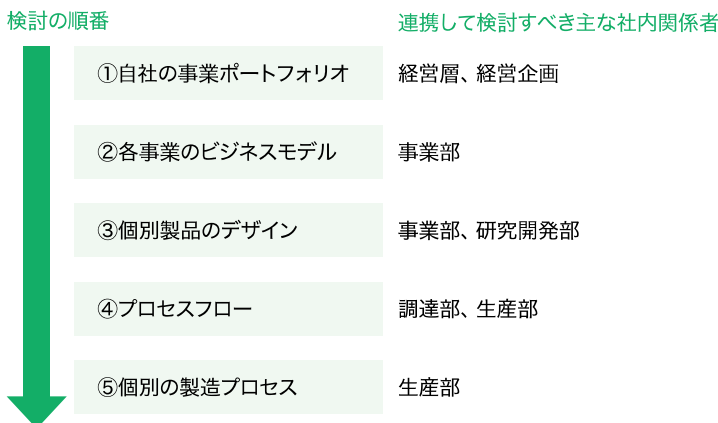 検討の順番
連携して検討すべき主な社内関係者
①自社の事業ポートフォリオ
経営層、経営企画
②各事業のビジネスモデル
事業部
③個別製品のデザイン
事業部、研究開発部
④プロセスフロー
調達部、生産部
⑤個別の製造プロセス
生産部